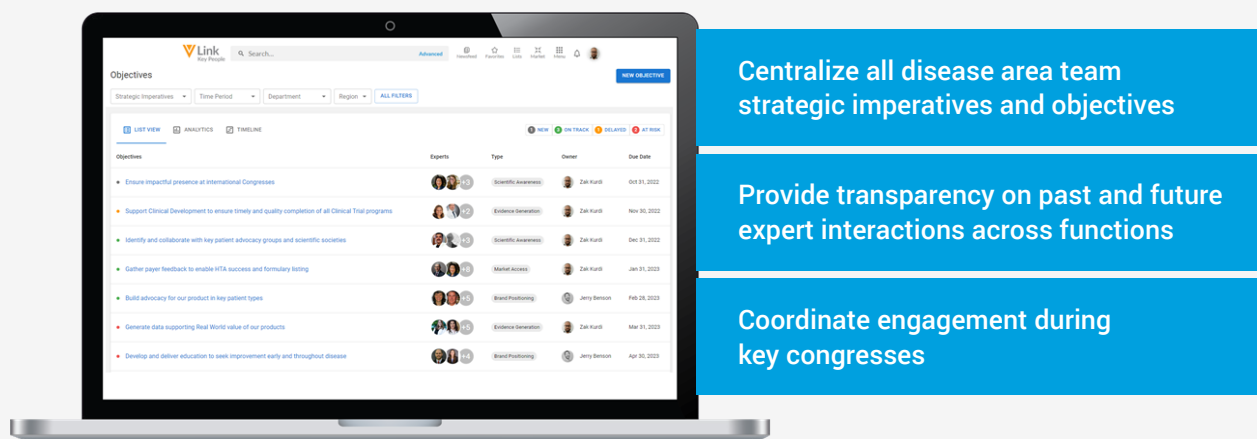 Link
Key People
Search...
Advanced
Newsfeed
Favorites
Lists
Market
Menu
Objectives
NEW OBJECTIVE
Strategic Imperatives
Time Period
Department
Region
ALL FILTERS
LIST VIEW
ANALYTICS
TIMELINE
1 NEW
3 ON TRACK
1 DELAYED
2 AT RISK
Objectives Experts Type Owner Due Date
Ensure impactful presence at International Congresses +3 Scientific Awareness Zak Kurdi Oct 31, 2022
Support Clinical Development to ensure timely and quality completion of all Clinical Trial programs +2 Evidence Generation Zak Kurdi Nov 30, 2022
Identify and collaborate with key patient advocacy groups and scientific societies +3 Scientific Awareness Zak Kurdi Dec 31, 2022
Gather payer feedback to enable HTA success and formulary listing +8 Market Access Zak Kurdi Jan 31, 2023
Build advocacy for our product in key patient types +5 Brand Positioning Jerry Benson Feb 28, 2023
Generate data supporting Real World value of our products +5 Evidence Generation Zak Kurdi Mar 31, 2023
Develop and deliver education to seek improvement early and throughout disease +4 Brand Positioning Jerry Benson Apr 30, 2023
Centralize all disease area team
strategic imperatives and objectives
Provide transparency on past and future
expert interactions across functions
Coordinate engagement during
key congresses